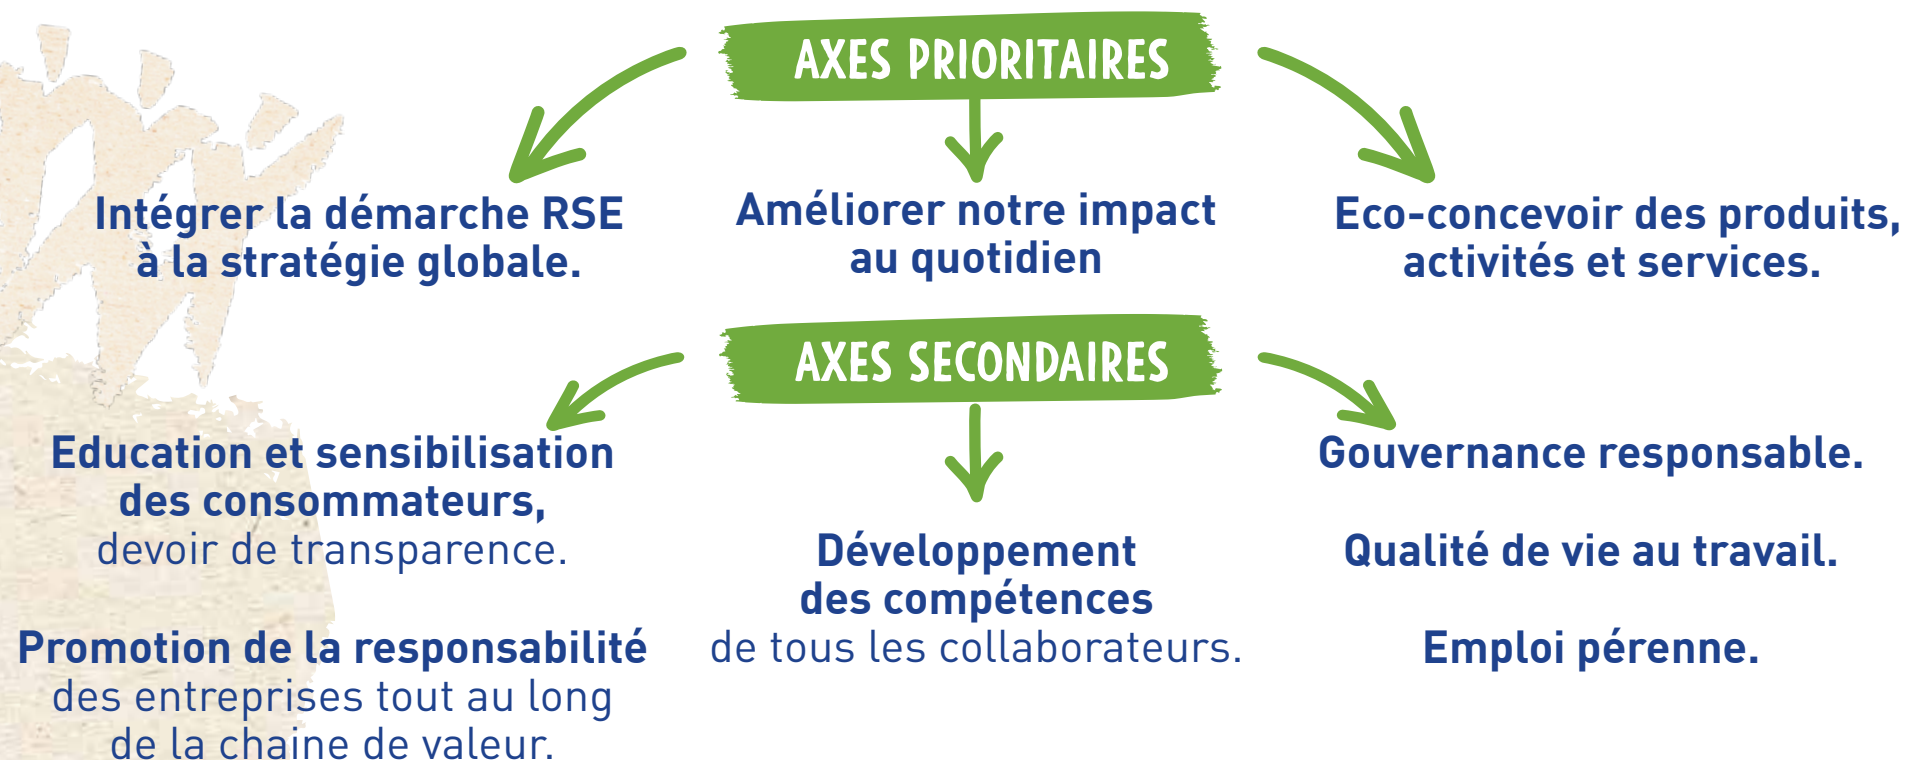 AXES PRIORITAIRES
Intégrer la démarche RSE
à la stratégie globale.
Améliorer notre impact
au quotidien
Eco-concevoir des produits,
activités et services.
AXES SECONDAIRES
Education et sensibilisation
des consommateurs,
devoir de transparence.
Promotion de la responsabilité
des entreprises tout au long
de la chaine de valeur.
Développement
des compétences
de tous les collaborateurs.
Gouvernance responsable.
Qualité de vie au travail.
Emploi pérenne.